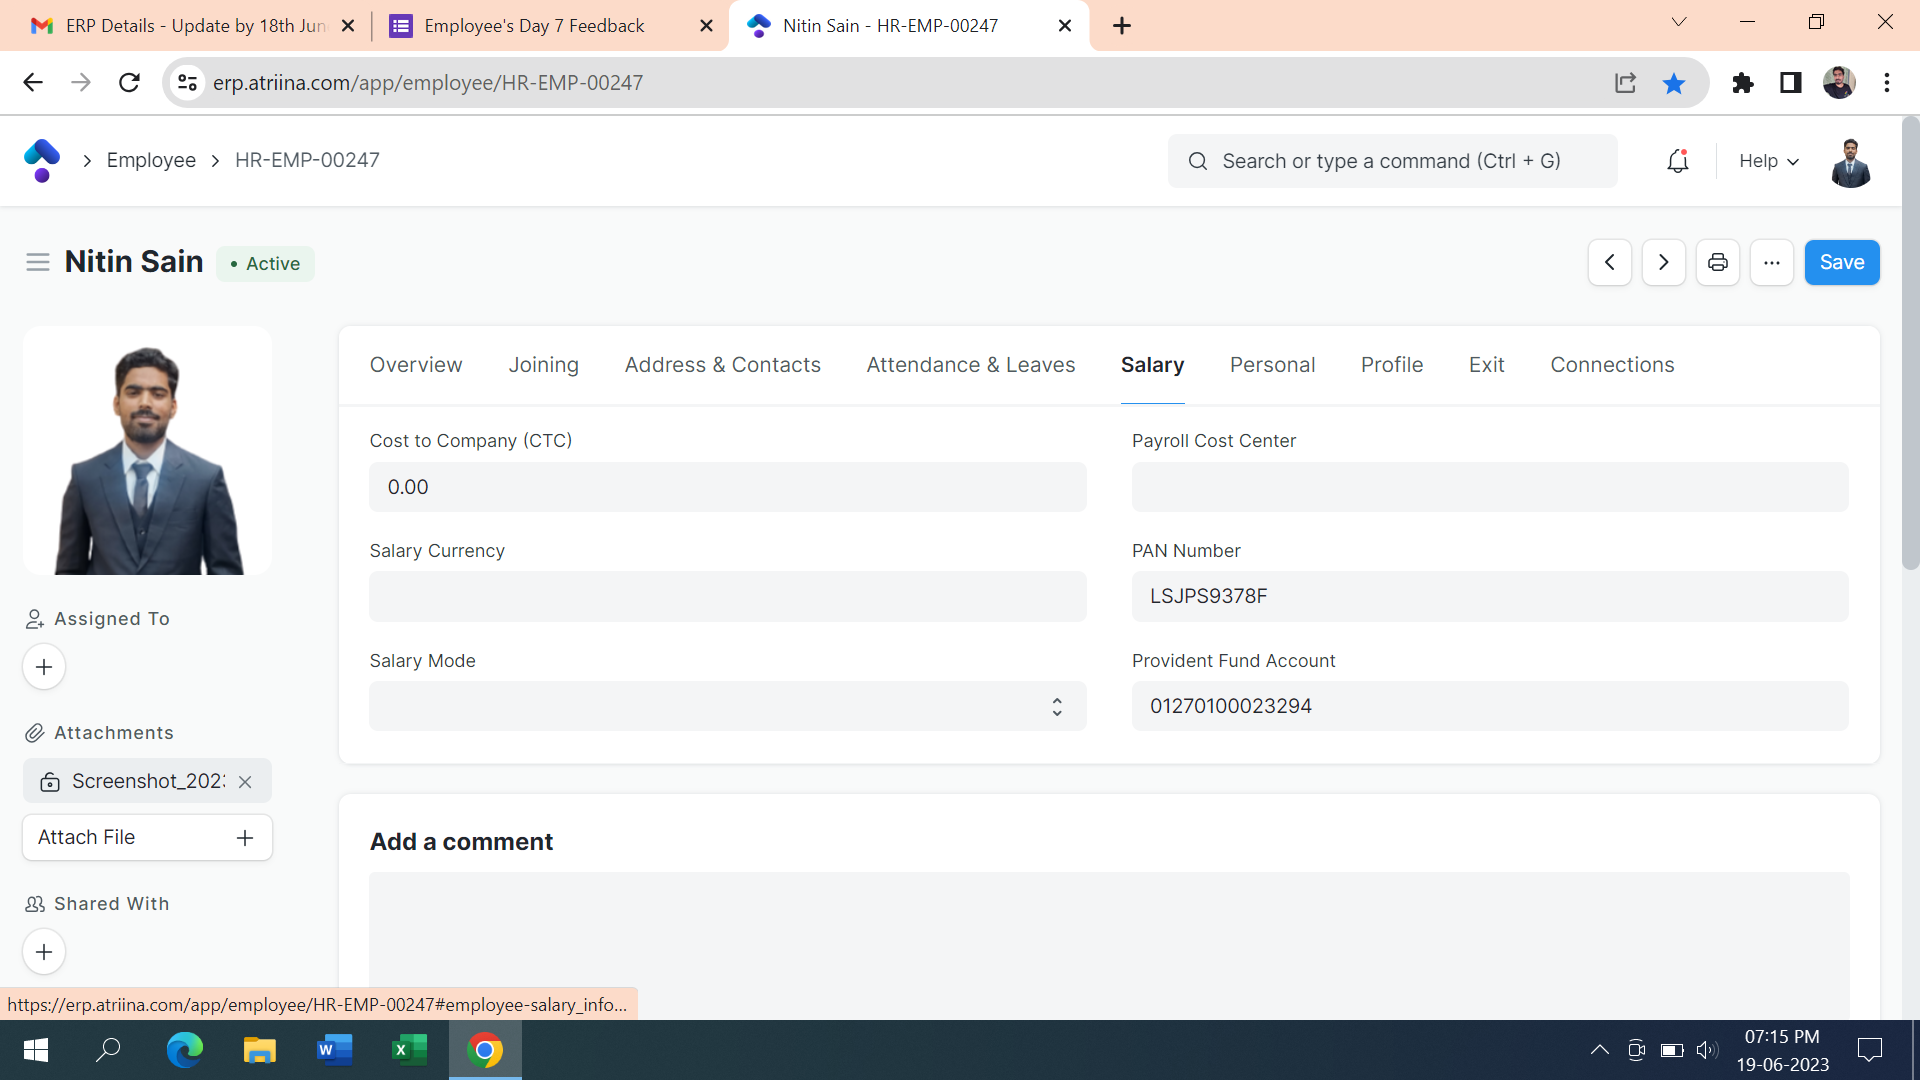 ERP Details - Update by 18th Jun
Employee's Day 7 Feedback
Nitin Sain - HR-EMP-00247
erp.atriina.com/app/employee/HR-EMP-00247
Employee
HR-EMP-00247
Search or type a command (Ctrl + G)
Help
Nitin Sain
Active
Save
Overview
Joining
Address & Contacts
Attendance & Leaves
Salary
Personal
Profile
Exit
Connections
Cost to Company (CTC)
0.00
Payroll Cost Center
Salary Currency
PAN Number
LSJPS9378F
Salary Mode
Provident Fund Account
01270100023294
Assigned To
Attachments
Screenshot_202
Attach File
Shared With
Add a comment
https://erp.atriina.com/app/employee/HR-EMP-00247#employee-salary_info...
07:15 PM
19-06-2023